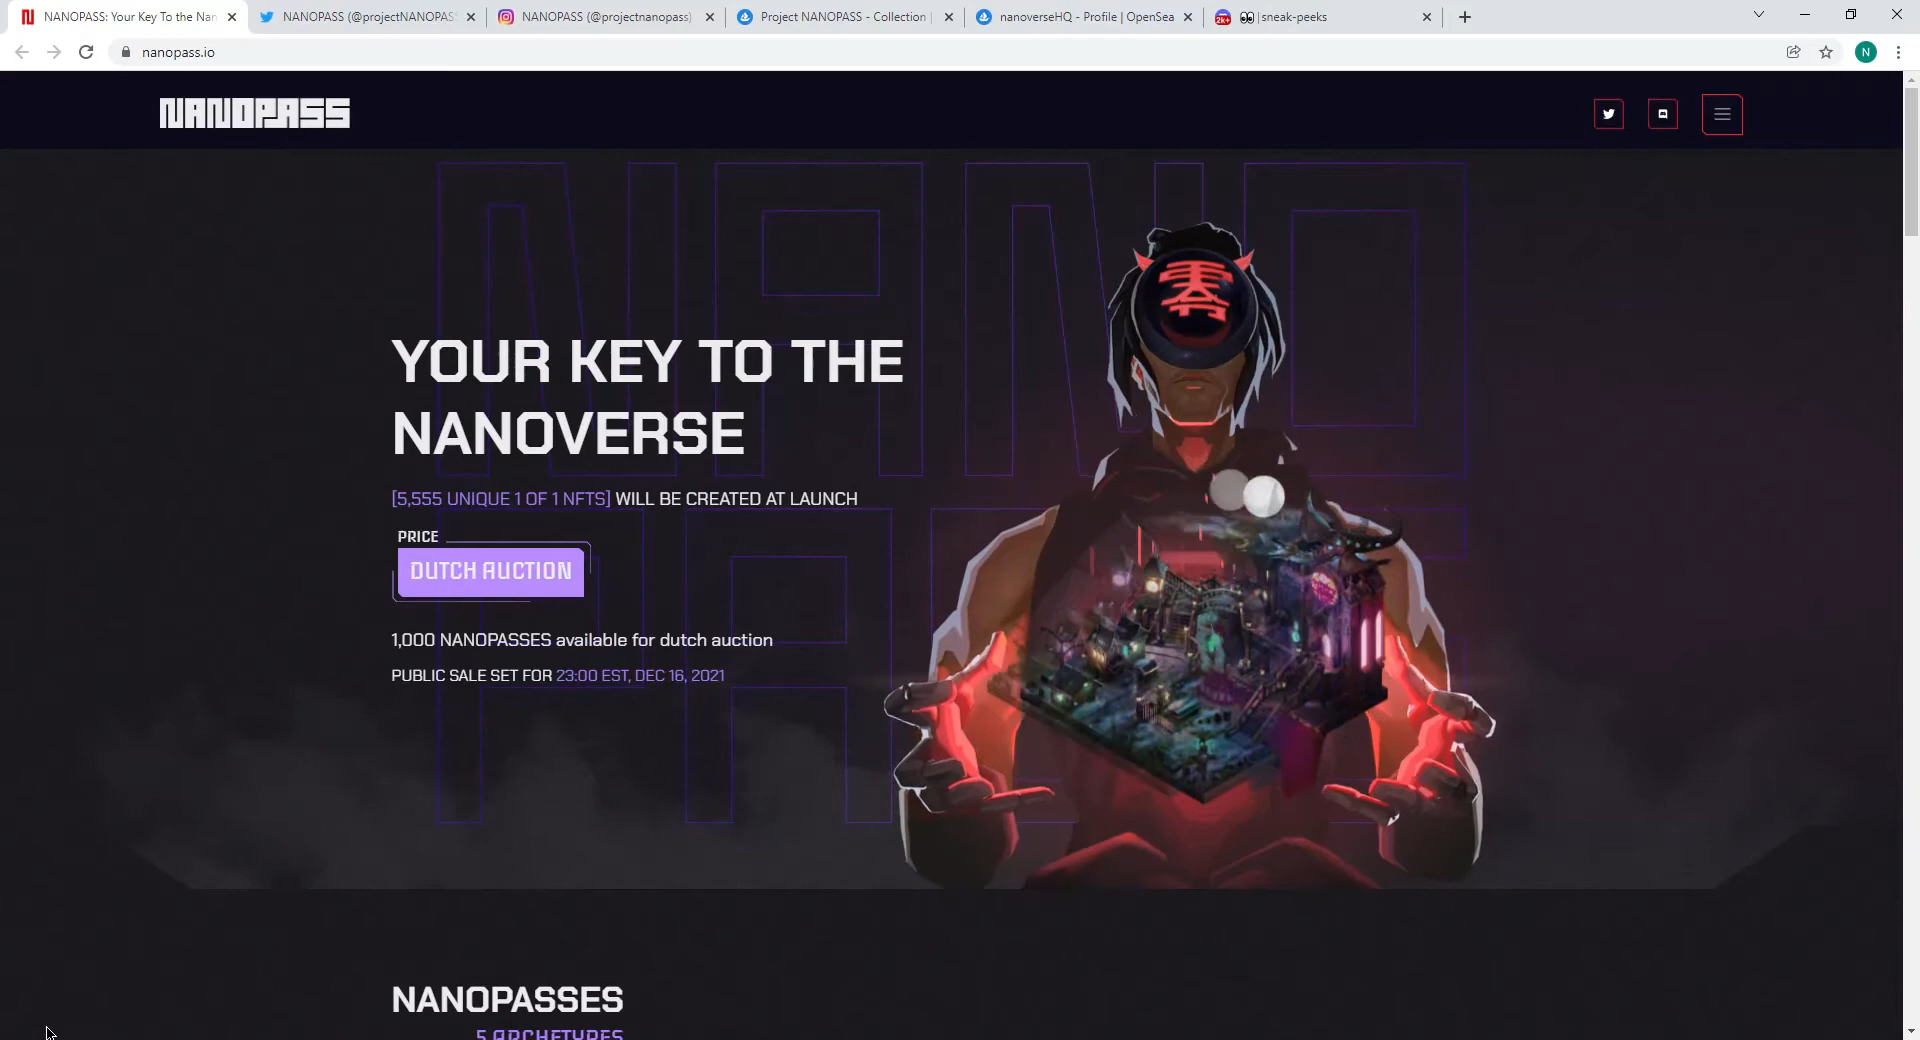 NANOPASS: Your Key To the Nan
NANOPASS (@projectNANOPAS
NANOPASS (@projectnanopass)
Project NANOPASS - Collection |
nanoverseHQ - Profile | OpenSea
2k+
sneak-peeks
nanopass.io
N
NANOPASS
NANO
YOUR KEY TO THE
NANOVERSE
[5,555 UNIQUE 1 OF 1 NFTS] WILL BE CREATED AT LAUNCH
PRICE
DUTCH AUCTION
1,000 NANOPASSES available for dutch auction
PUBLIC SALE SET FOR 23:00 EST, DEC 16, 2021
NANOPASSES
5 ARCHETYPES